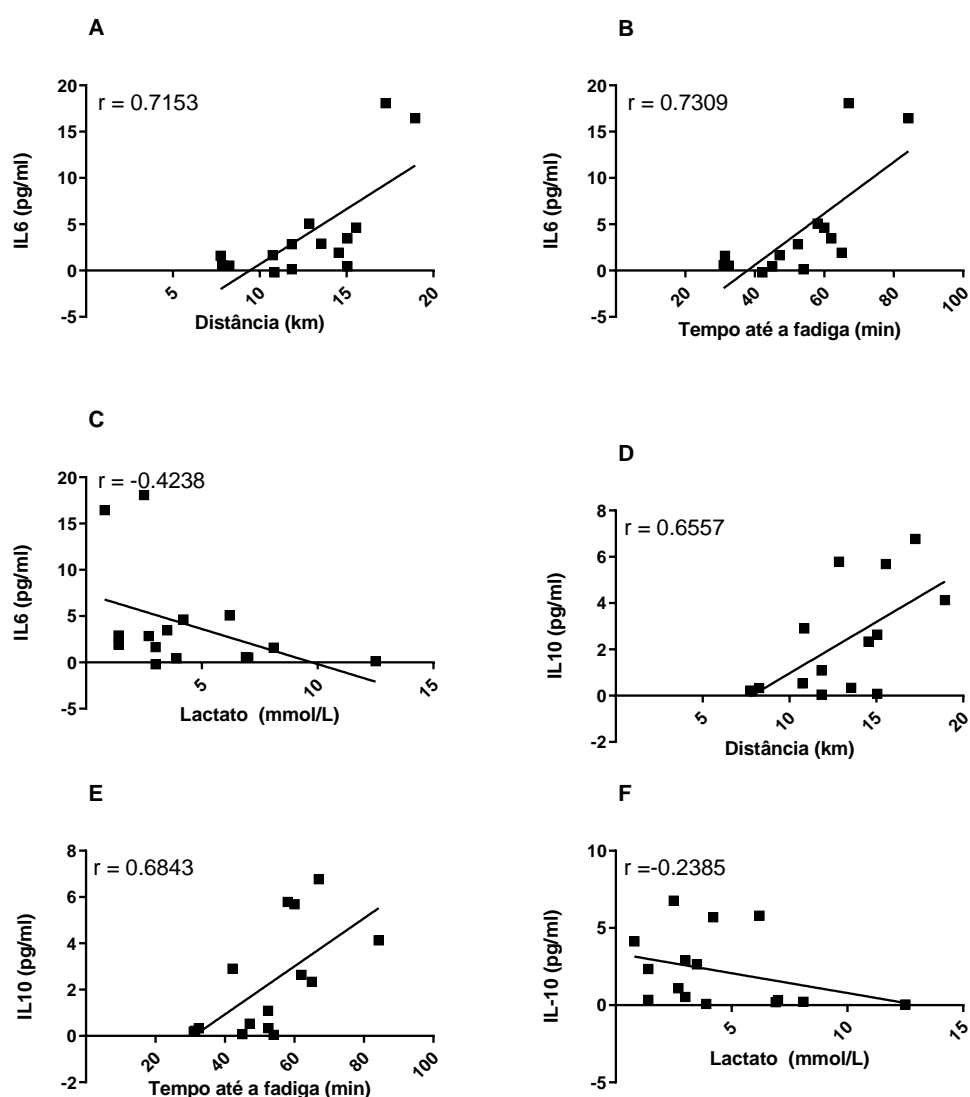 A
r = 0.7153
IL6 (pg/ml)
20
15
10
5
0
-5
5
10
15
20
Distância (km)
B
r = 0.7309
IL6 (pg/ml)
20
15
10
5
0
-5
20
40
60
80
100
Tempo até a fadiga (min)
C
r = -0.4238
IL6 (pg/ml)
20
15
10
5
0
-5
5
10
15
Lactato (mmol/L)
D
r = 0.6557
IL10 (pg/ml)
8
6
4
2
0
-2
5
10
15
20
Distância (km)
E
r = 0.6843
IL10 (pg/ml)
8
6
4
2
0
-2
20
40
60
80
100
Tempo até a fadiga (min)
F
r =-0.2385
IL-10 (pg/ml)
10
5
0
-5
5
10
15
Lactato (mmol/L)